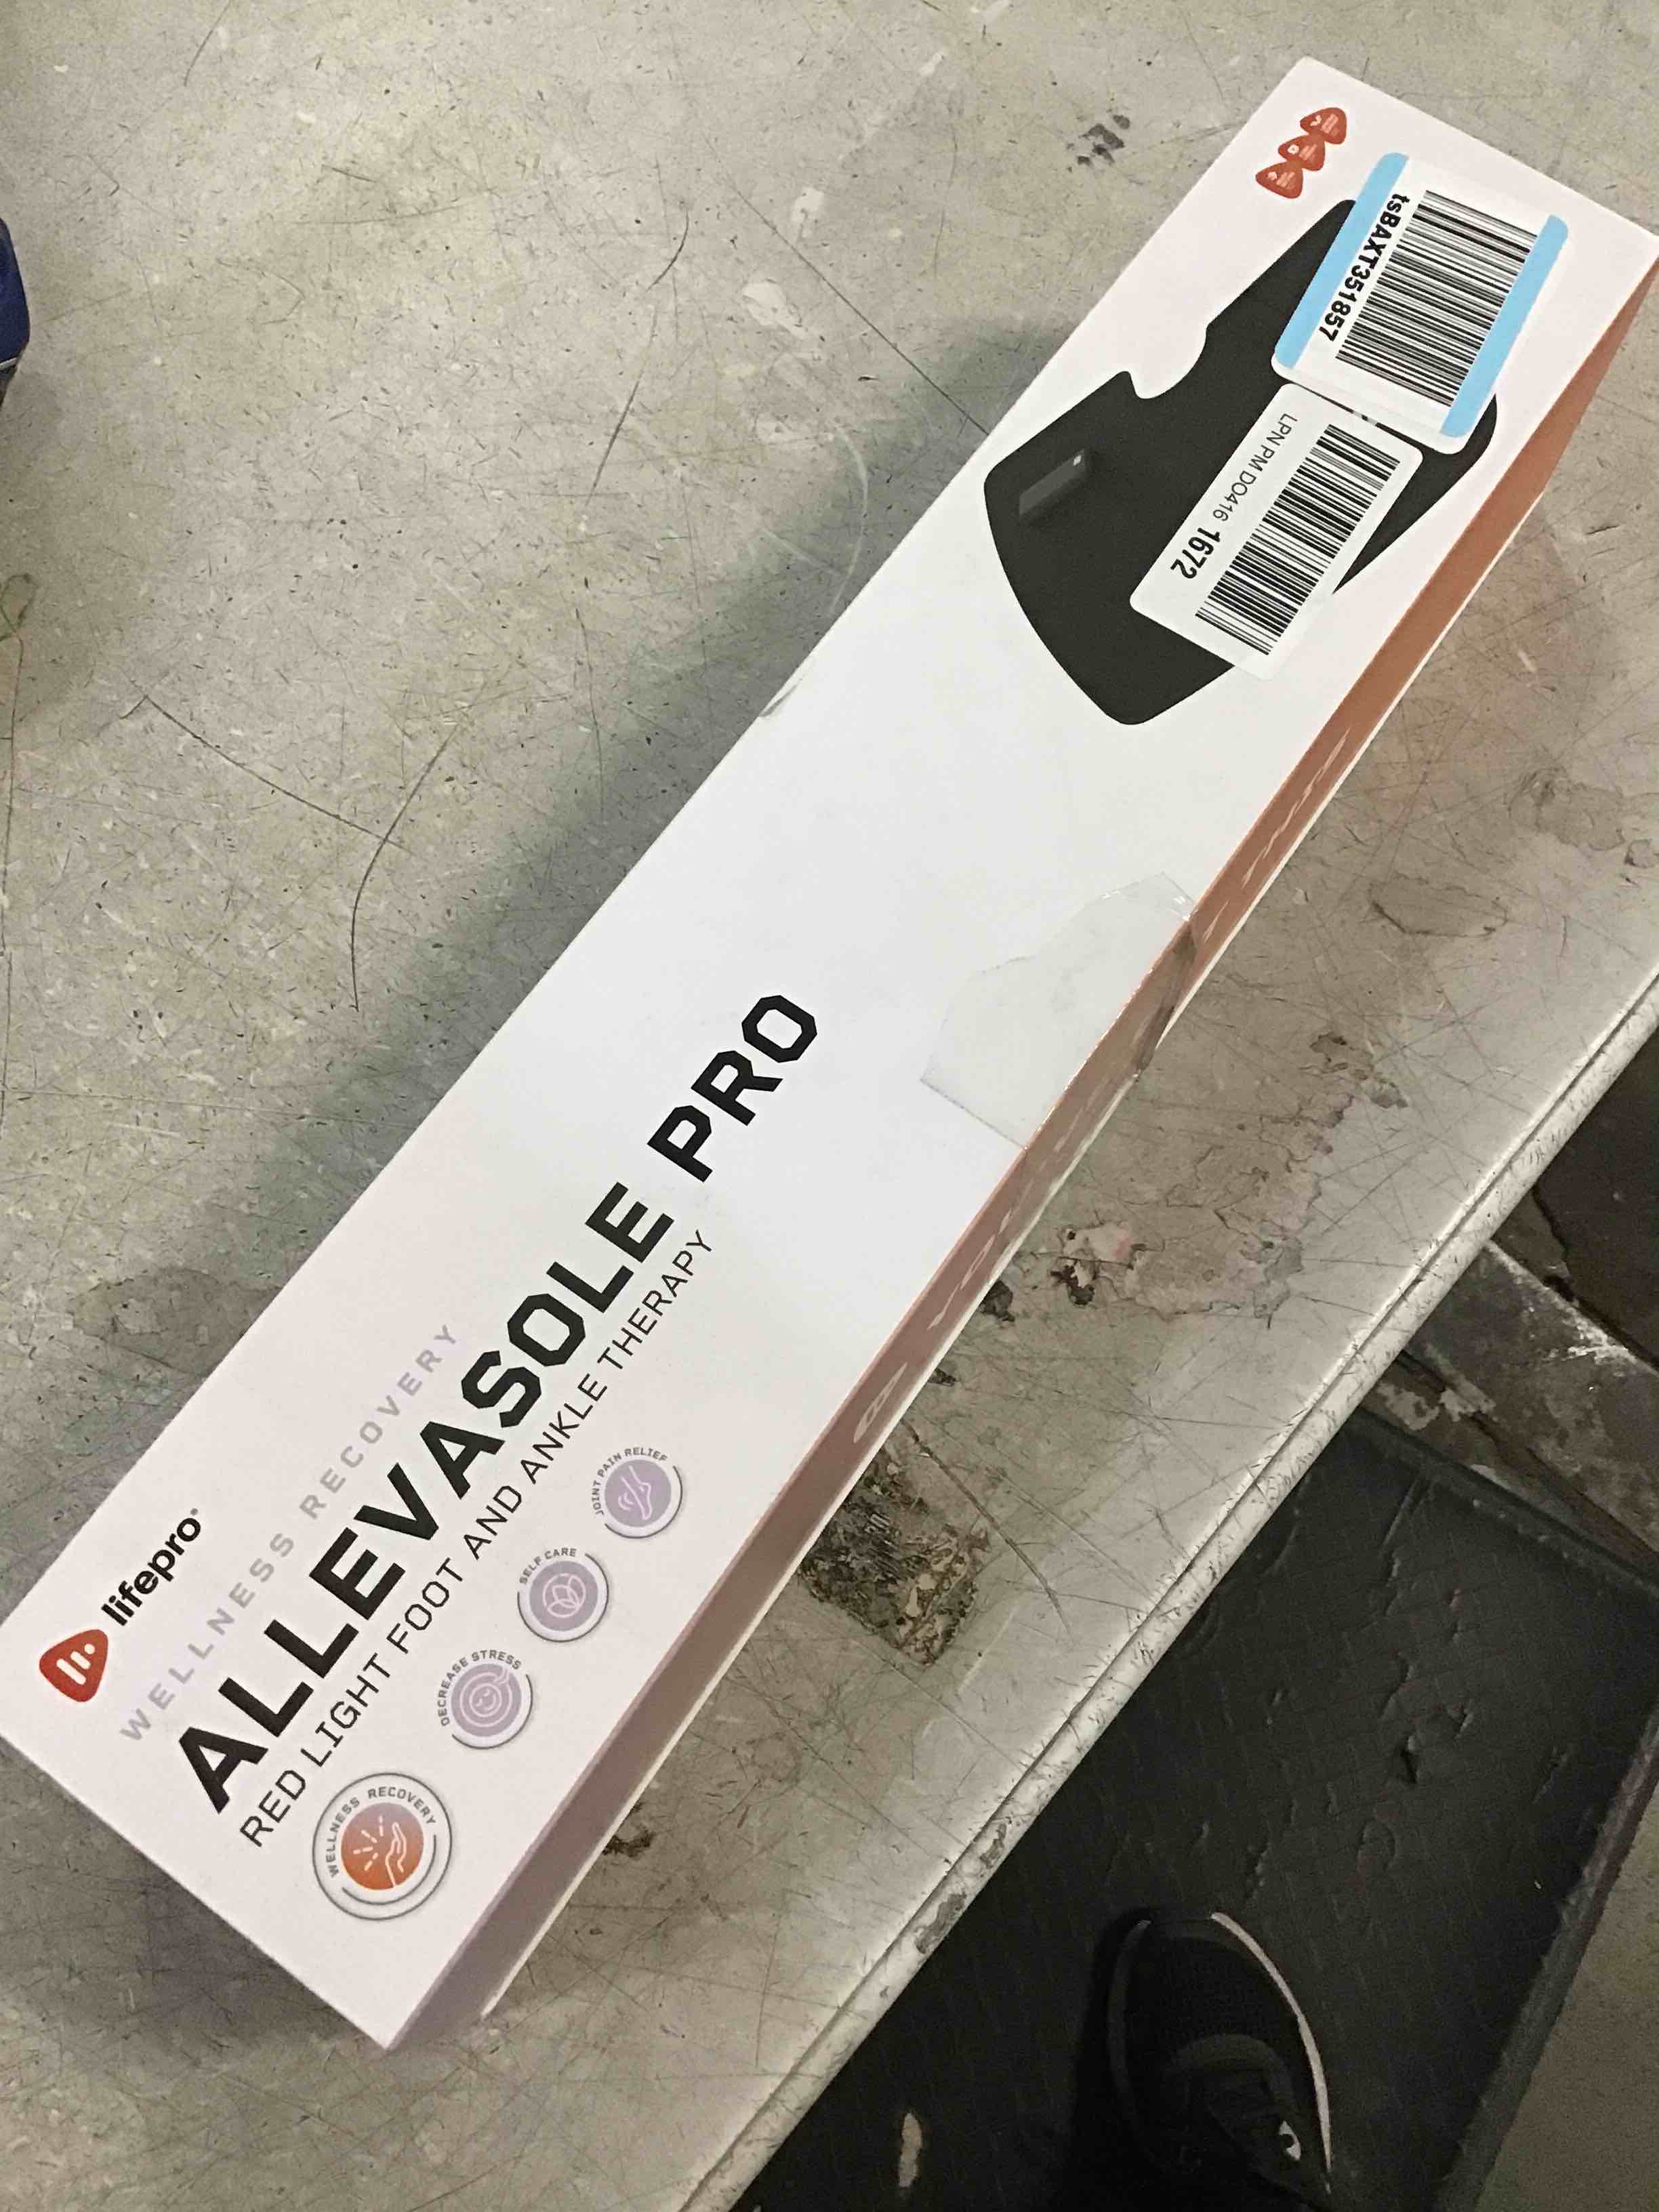 lifepro
WELLNESS RECOVERY
ALLEVASOLE PRO
RED LIGHT FOOT AND ANKLE THERAPY
WELLNESS RECOVERY
DECREASE STRESS
SELF CARE
JOINT PAIN RELIEF
LPN PM DO416 1672
tsBAXT351857